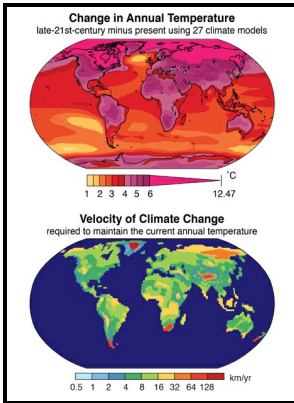 Change in Annual Temperature
late-21st-century minus present using 27 climate models
°C
1 2 3 4 5 6 12.47
Velocity of Climate Change
required to maintain the current annual temperature
0.5 1 2 4 8 16 32 64 128 km/yr